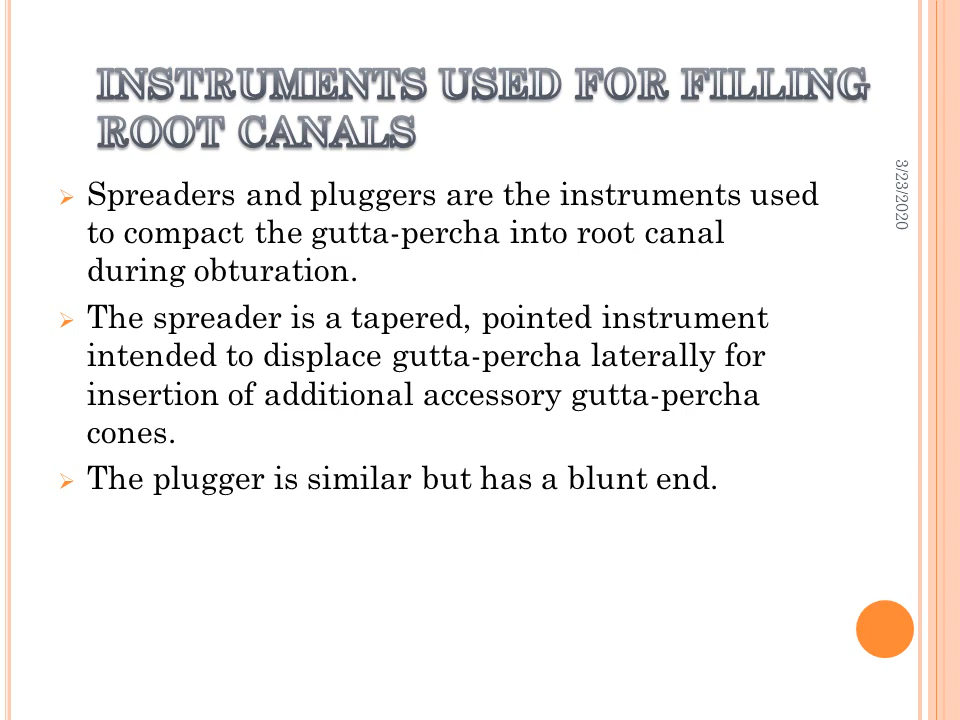 INSTRUMENTS USED FOR FILLING
ROOT CANALS
3/23/2020
➢ Spreaders and pluggers are the instruments used
to compact the gutta-percha into root canal
during obturation.
➢ The spreader is a tapered, pointed instrument
intended to displace gutta-percha laterally for
insertion of additional accessory gutta-percha
cones.
➢ The plugger is similar but has a blunt end.